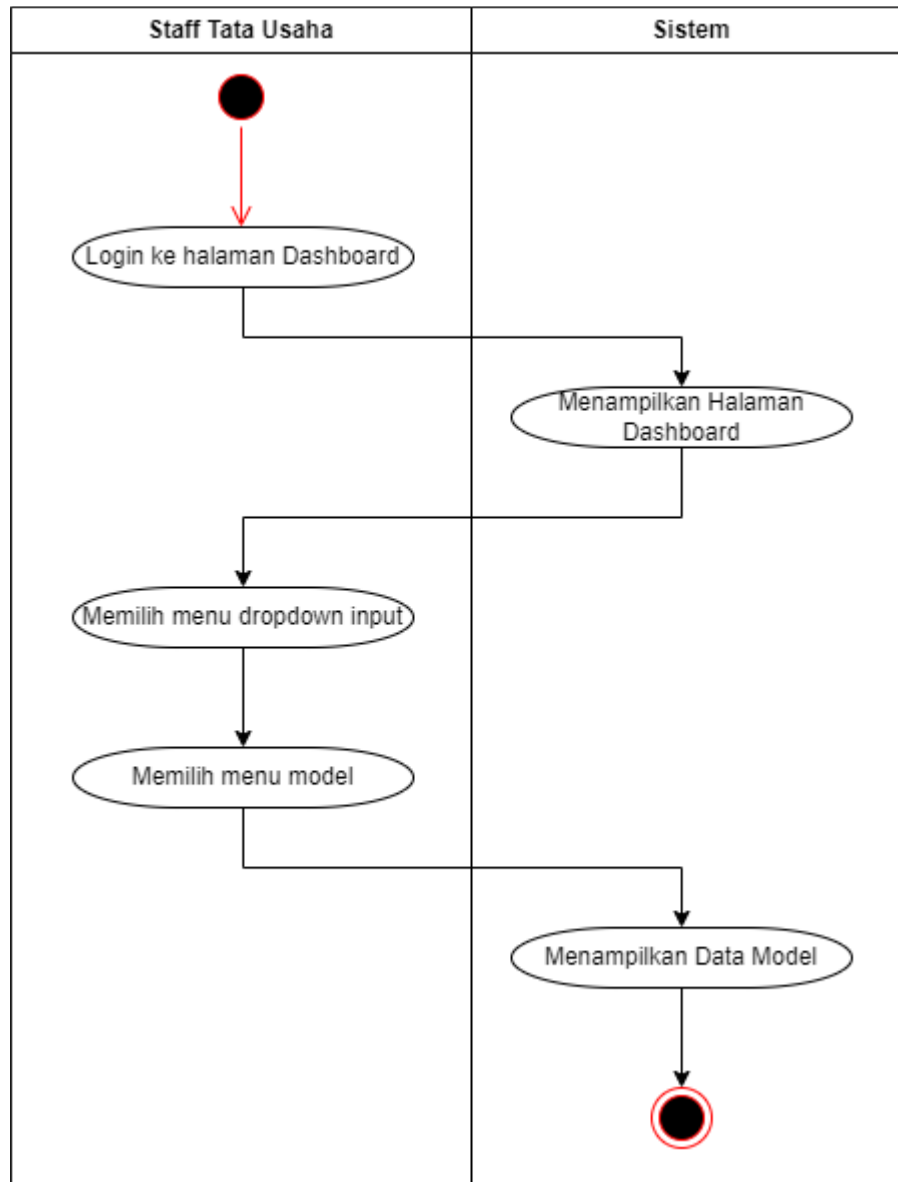 Staff Tata Usaha
Sistem
Login ke halaman Dashboard
Menampilkan Halaman
Dashboard
Memilih menu dropdown input
Memilih menu model
Menampilkan Data Model